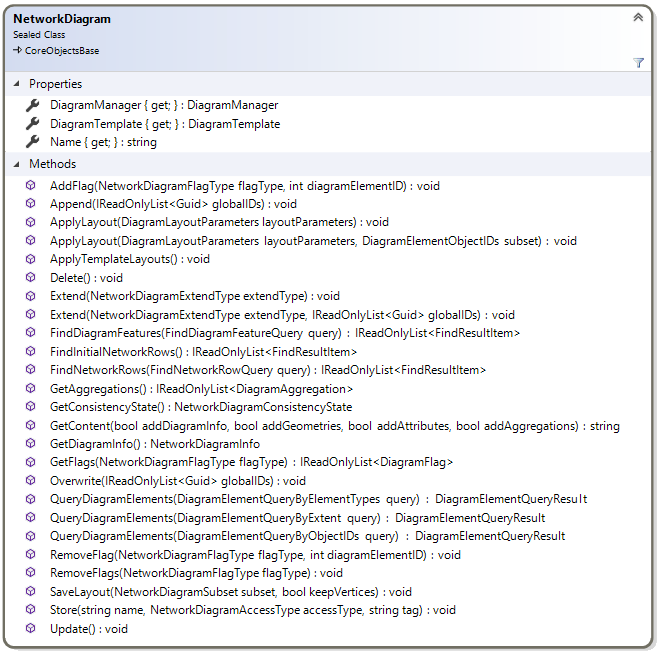 NetworkDiagram
Sealed Class
CoreObjectsBase
Properties
DiagramManager { get; } : DiagramManager
DiagramTemplate { get; } : DiagramTemplate
Name { get; } : string
Methods
AddFlag(NetworkDiagramFlagType flagType, int diagramElementID) : void
Append(IReadOnlyList<Guid> globalIDs) : void
ApplyLayout(DiagramLayoutParameters layoutParameters) : void
ApplyLayout(DiagramLayoutParameters layoutParameters, DiagramElementObjectIDs subset) : void
ApplyTemplateLayouts() : void
Delete() : void
Extend(NetworkDiagramExtendType extendType) : void
Extend(NetworkDiagramExtendType extendType, IReadOnlyList<Guid> globalIDs) : void
FindDiagramFeatures(FindDiagramFeatureQuery query) : IReadOnlyList<FindResultItem>
FindInitialNetworkRows() : IReadOnlyList<FindResultItem>
FindNetworkRows(FindNetworkRowQuery query) : IReadOnlyList<FindResultItem>
GetAggregations() : IReadOnlyList<DiagramAggregation>
GetConsistencyState() : NetworkDiagramConsistencyState
GetContent(bool addDiagramInfo, bool addGeometries, bool addAttributes, bool addAggregations) : string
GetDiagramInfo() : NetworkDiagramInfo
GetFlags(NetworkDiagramFlagType flagType) : IReadOnlyList<DiagramFlag>
Overwrite(IReadOnlyList<Guid> globalIDs) : void
QueryDiagramElements(DiagramElementQueryByElementTypes query) : DiagramElementQueryResult
QueryDiagramElements(DiagramElementQueryByExtent query) : DiagramElementQueryResult
QueryDiagramElements(DiagramElementQueryByObjectIDs query) : DiagramElementQueryResult
RemoveFlag(NetworkDiagramFlagType flagType, int diagramElementID) : void
RemoveFlags(NetworkDiagramFlagType flagType) : void
SaveLayout(NetworkDiagramSubset subset, bool keepVertices) : void
Store(string name, NetworkDiagramAccessType accessType, string tag) : void
Update() : void